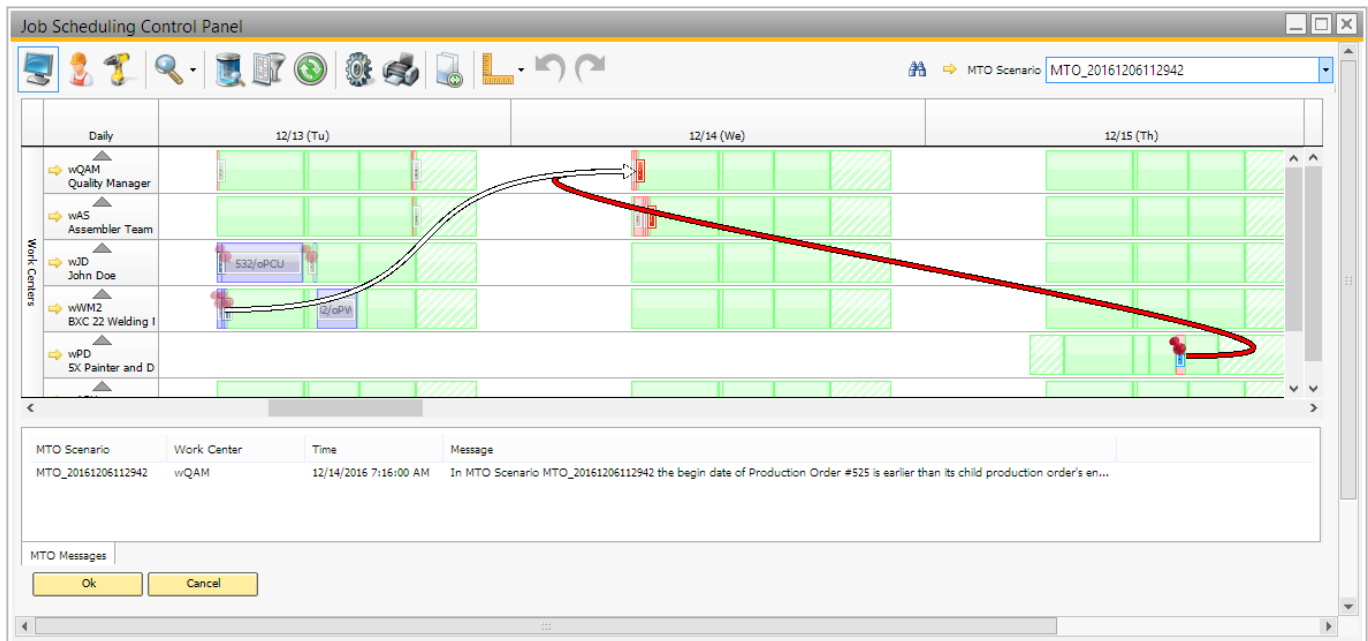 Job Scheduling Control Panel
MTO Scenario MTO_20161206112942
Daily 12/13 (Tu) 12/14 (We) 12/15 (Th)
Work Centers
wQAM
Quality Manager
wAS
Assembler Team
wJD
John Doe
532/oPCU
wWM2
BXC 22 Welding
2/oPW
wPD
5X Painter and D
MTO Scenario Work Center Time Message
MTO_20161206112942 wQAM 12/14/2016 7:16:00 AM In MTO Scenario MTO_20161206112942 the begin date of Production Order #525 is earlier than its child production order's en...
MTO Messages
Ok Cancel